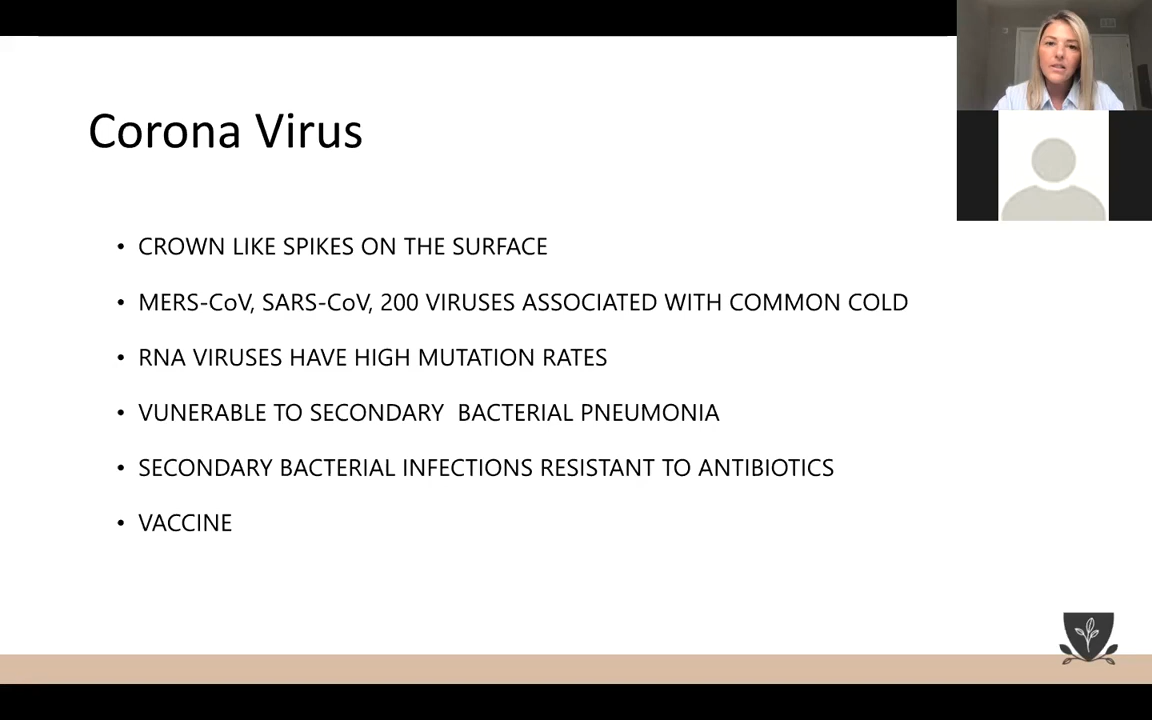 Corona Virus
• CROWN LIKE SPIKES ON THE SURFACE
• MERS-CoV, SARS-CoV, 200 VIRUSES ASSOCIATED WITH COMMON COLD
• RNA VIRUSES HAVE HIGH MUTATION RATES
• VUNERABLE TO SECONDARY  BACTERIAL PNEUMONIA
• SECONDARY BACTERIAL INFECTIONS RESISTANT TO ANTIBIOTICS
• VACCINE